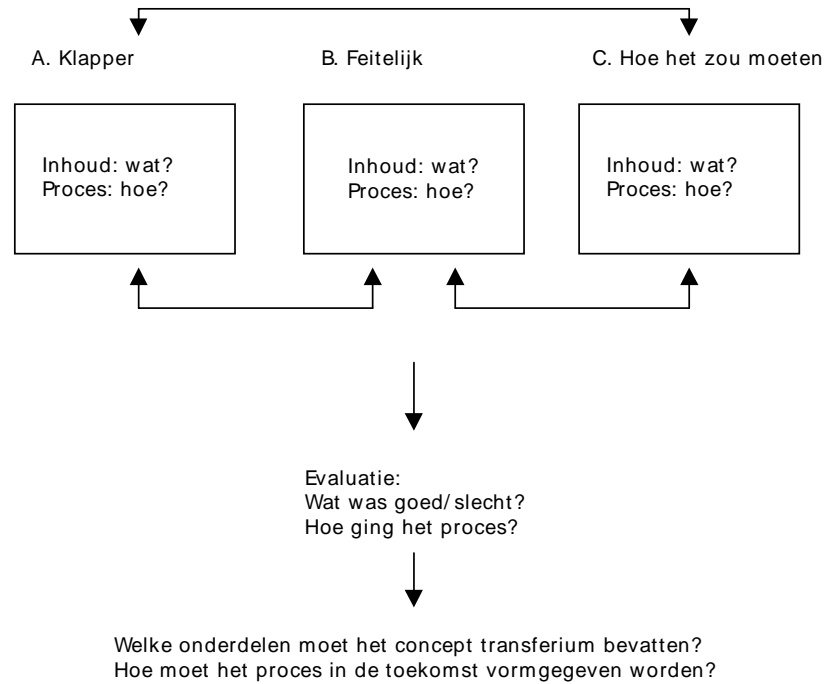 A. Klapper
B. Feitelijk
C. Hoe het zou moeten
Inhoud: wat?
Proces: hoe?
Inhoud: wat?
Proces: hoe?
Inhoud: wat?
Proces: hoe?
Evaluatie:
Wat was goed/slecht?
Hoe ging het proces?
Welke onderdelen moet het concept transferium bevatten?
Hoe moet het proces in de toekomst vormgegeven worden?